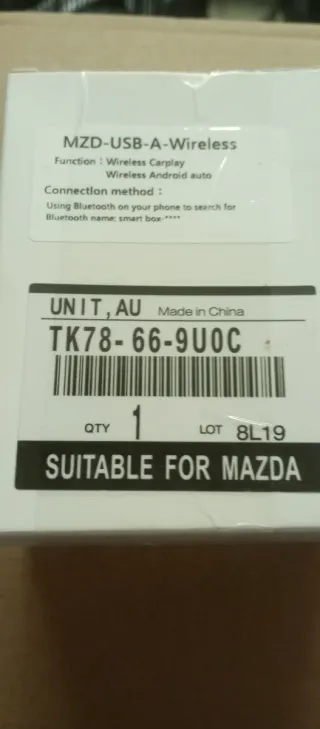 MZD-USB-A-Wireless
Function : Wireless Carplay
Wireless Android auto
Connection method :
Using Bluetooth on your phone to search for
Bluetooth name: smart box-****
UNIT, AU Made in China
TK78-66-9U0C
QTY 1 LOT 8L19
SUITABLE FOR MAZDA